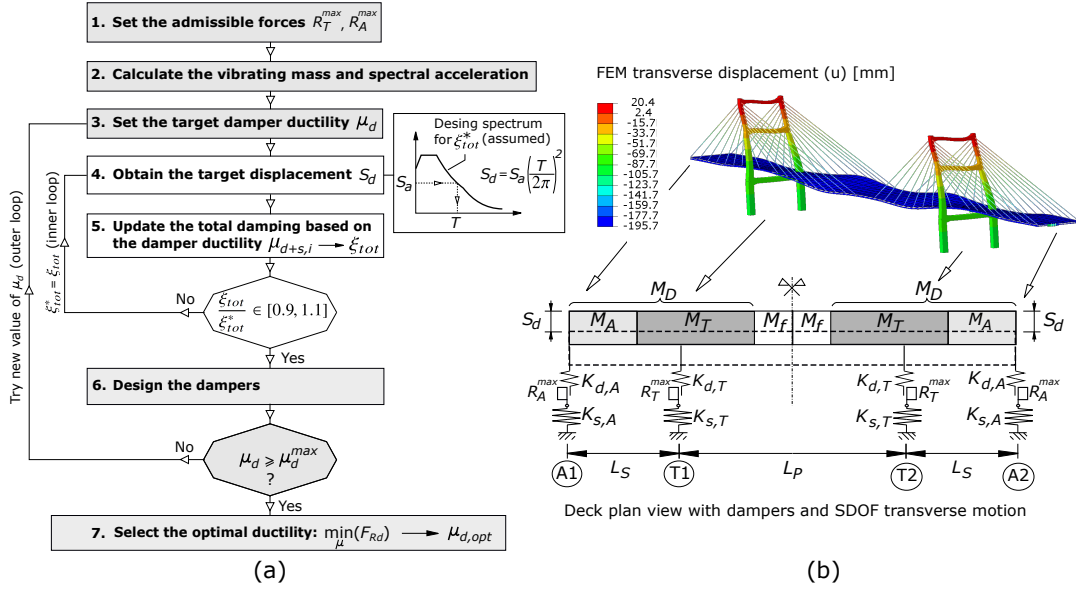 1. Set the admissible forces R_T^max, R_A^max
2. Calculate the vibrating mass and spectral acceleration
3. Set the target damper ductility μ_d
4. Obtain the target displacement S_d
5. Update the total damping based on
the damper ductility μ_d+s,i → ξ_tot
No
ξ_tot / ξ*_tot ∈ [0.9, 1.1]
Yes
6. Design the dampers
No
μ_d ⩾ μ_d^max
?
Yes
7. Select the optimal ductility: min_μ(F_Rd) → μ_d,opt
Try new value of μ_d (outer loop)
ξ*_tot = ξ_tot (inner loop)
Desing spectrum
for ξ*_tot (assumed)
S_a
S_d = S_a (T/2π)^2
T
(a)
FEM transverse displacement (u) [mm]
20.4
2.4
-15.7
-33.7
-51.7
-69.7
-87.7
-105.7
-123.7
-141.7
-159.7
-177.7
-195.7
M_D M_D
S_d M_A M_T M_f M_f M_T M_A S_d
K_d,A K_d,T K_d,T K_d,A
R_A^max R_T^max R_T^max R_A^max
K_s,A K_s,T K_s,T K_s,A
L_S L_P L_S
A1 T1 T2 A2
Deck plan view with dampers and SDOF transverse motion
(b)